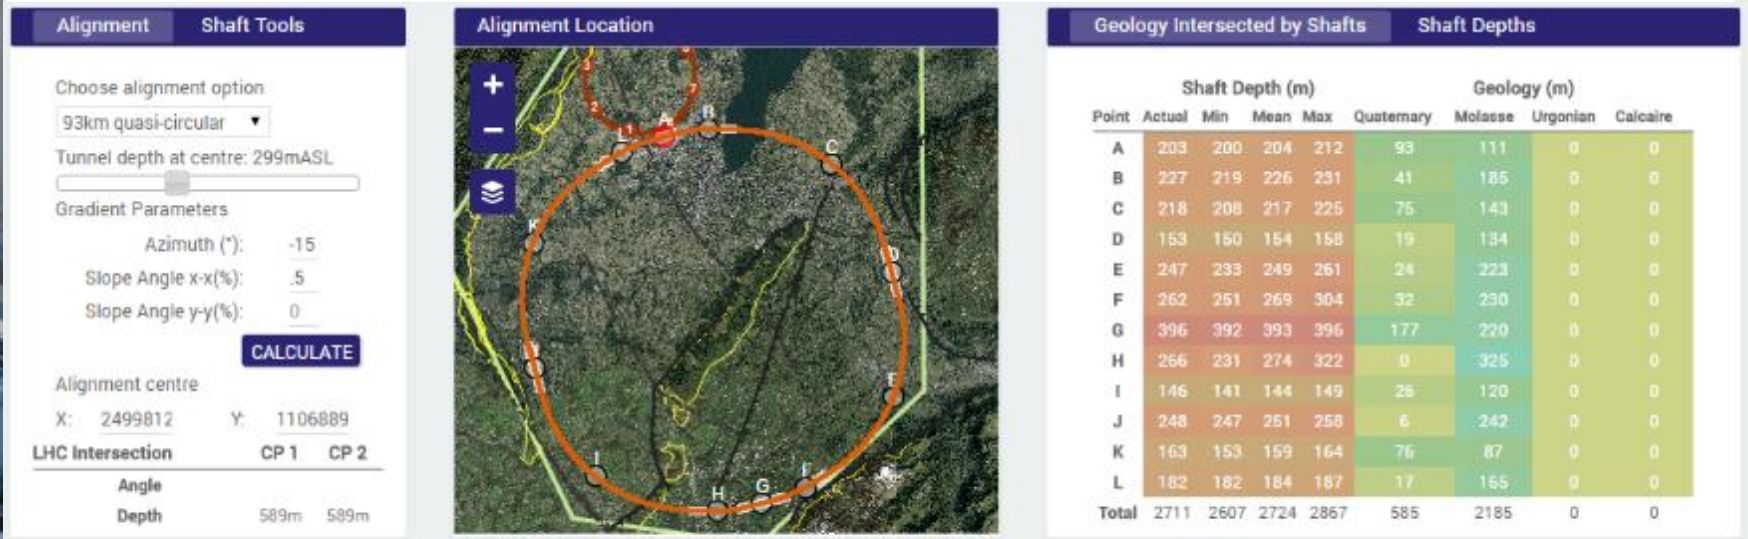 Alignment Shaft Tools
Choose alignment option
93km quasi-circular
Tunnel depth at centre: 299mASL
Gradient Parameters
Azimuth (°): -15
Slope Angle x-x(%): .5
Slope Angle y-y(%): 0
CALCULATE
Alignment centre
X: 2499812 Y: 1106889
LHC Intersection CP 1 CP 2
Angle
Depth 589m 589m
Alignment Location
+
−
3
2
1
7
A
B
L
C
K
D
E
I
F
G
H
Geology Intersected by Shafts Shaft Depths
Shaft Depth (m) Geology (m)
Point Actual Min Mean Max Quaternary Molasse Urgonian Calcaire
A 203 200 204 212 93 111 0 0
B 227 219 226 231 41 185 0 0
C 218 208 217 225 75 143 0 0
D 153 150 154 158 19 134 0 0
E 247 233 249 261 24 223 0 0
F 262 251 269 304 32 230 0 0
G 396 392 393 396 177 220 0 0
H 266 231 274 322 0 325 0 0
I 146 141 144 149 26 120 0 0
J 248 247 251 258 6 242 0 0
K 163 153 159 164 76 87 0 0
L 182 182 184 187 17 165 0 0
Total 2711 2607 2724 2867 585 2185 0 0